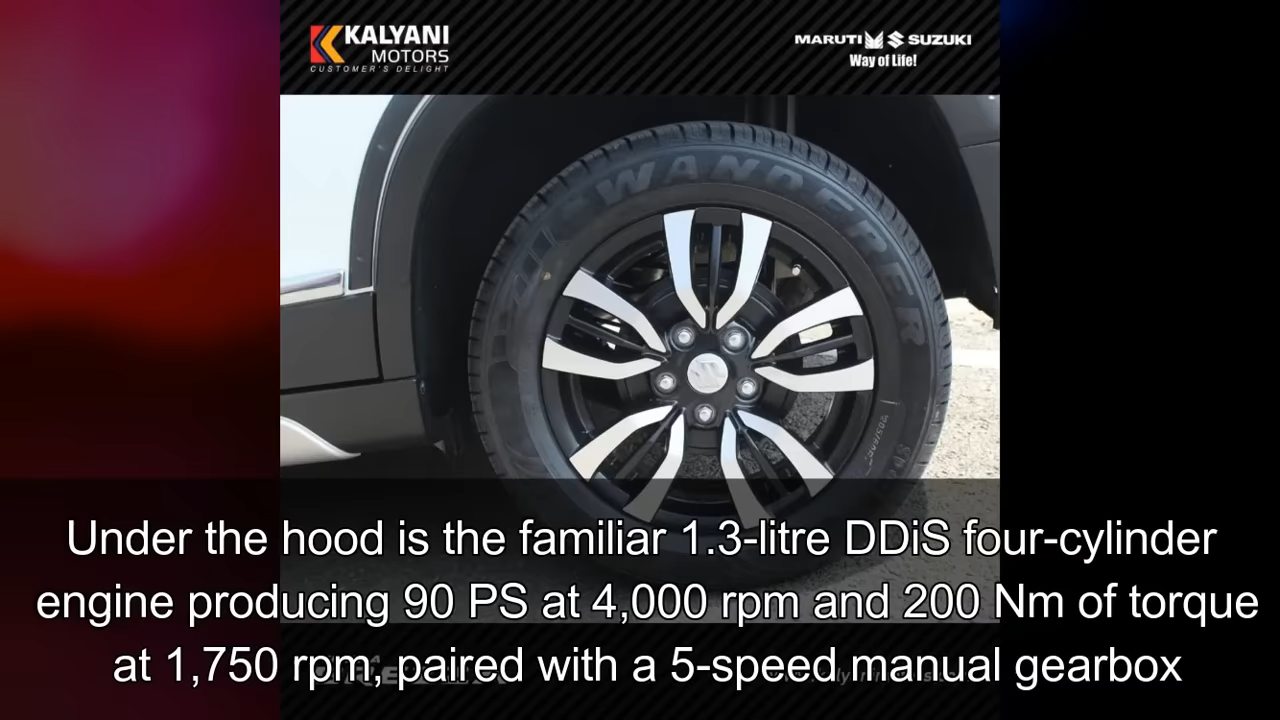 KALYANI
MOTORS
CUSTOMER'S DELIGHT
MARUTI SUZUKI
Way of Life!
WANDERER
Under the hood is the familiar 1.3-litre DDiS four-cylinder
engine producing 90 PS at 4,000 rpm and 200 Nm of torque
at 1,750 rpm, paired with a 5-speed manual gearbox